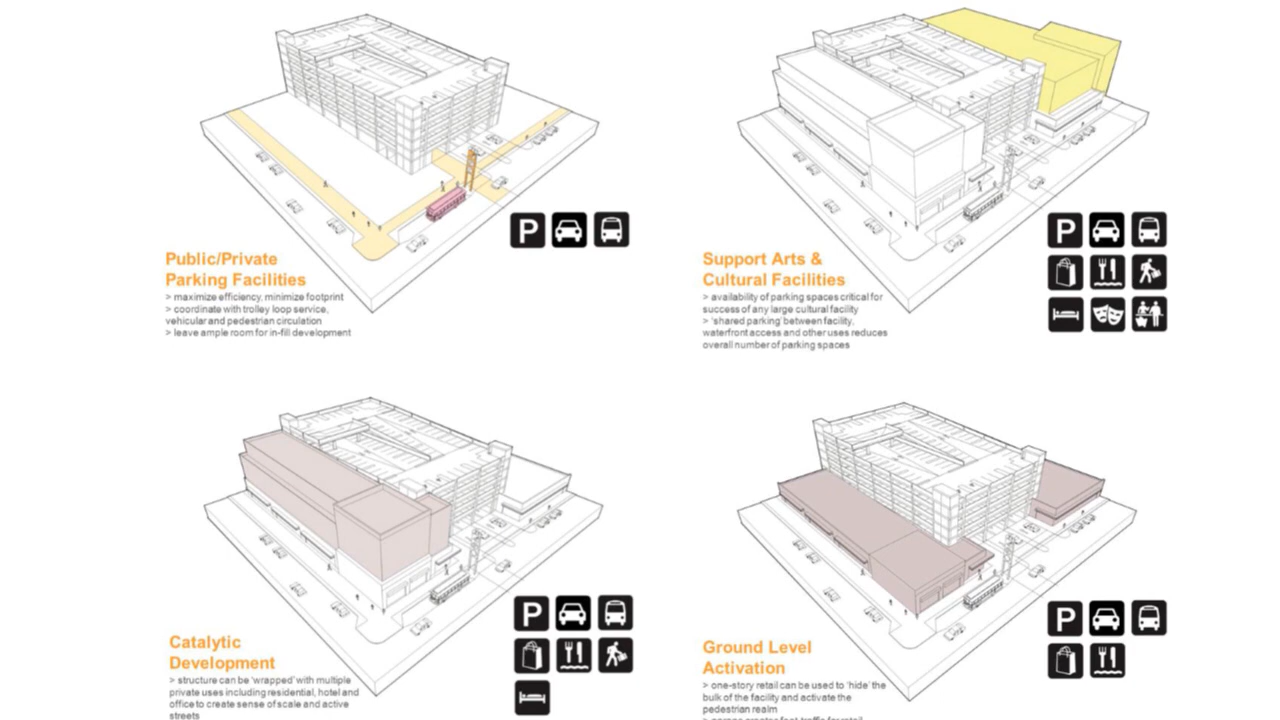 Public/Private
Parking Facilities
> maximize efficiency, minimize footprint
> coordinate with trolley loop service,
vehicular and pedestrian circulation
> leave ample room for in-fill development
P
Support Arts &
Cultural Facilities
> availability of parking spaces critical for
success of any large cultural facility
> 'shared parking' between facility,
waterfront access and other uses reduces
overall number of parking spaces
P
Catalytic
Development
> structure can be 'wrapped' with multiple
private uses including residential, hotel and
office to create sense of scale and active
streets
P
Ground Level
Activation
> one-story retail can be used to 'hide' the
bulk of the facility and activate the
pedestrian realm
P